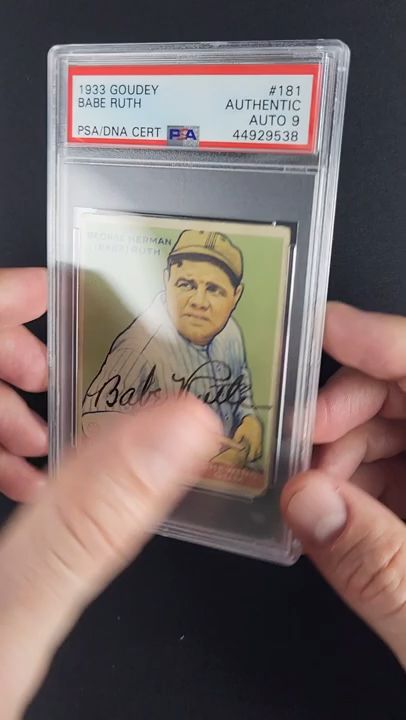 1933 GOUDEY #181
BABE RUTH AUTHENTIC
AUTO 9
PSA/DNA CERT PSA 44929538
GEORGE HERMAN
(BABE) RUTH
Babe Ruth